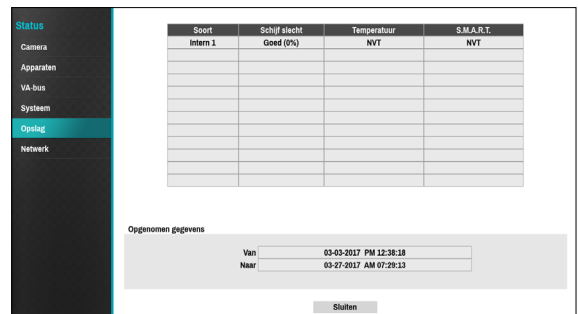 Status
Camera
Apparaten
VA-bus
Systeem
Opslag
Netwerk
Soort Schijf slecht Temperatuur S.M.A.R.T.
Intern 1 Goed (0%) NVT NVT
Opgenomen gegevens
Van 03-03-2017 PM 12:38:18
Naar 03-27-2017 AM 07:29:13
Sluiten